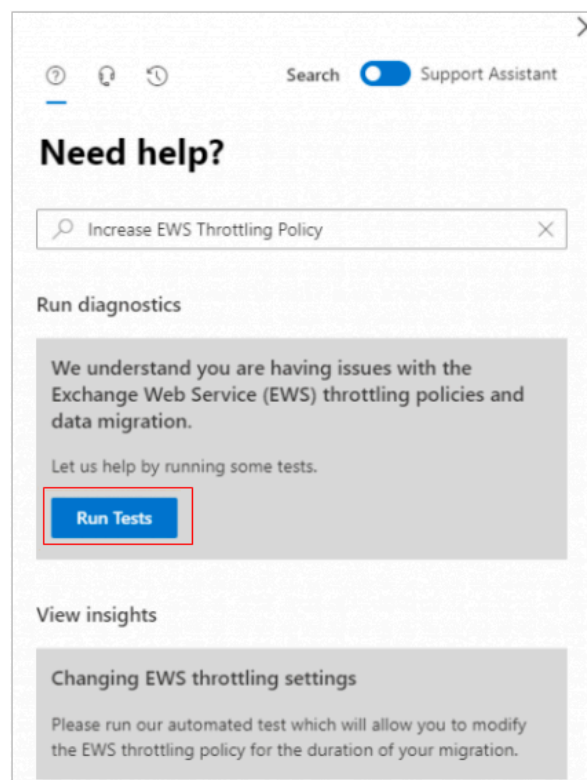 Search Support Assistant
Need help?
Increase EWS Throttling Policy
Run diagnostics
We understand you are having issues with the
Exchange Web Service (EWS) throttling policies and
data migration.
Let us help by running some tests.
Run Tests
View insights
Changing EWS throttling settings
Please run our automated test which will allow you to modify
the EWS throttling policy for the duration of your migration.